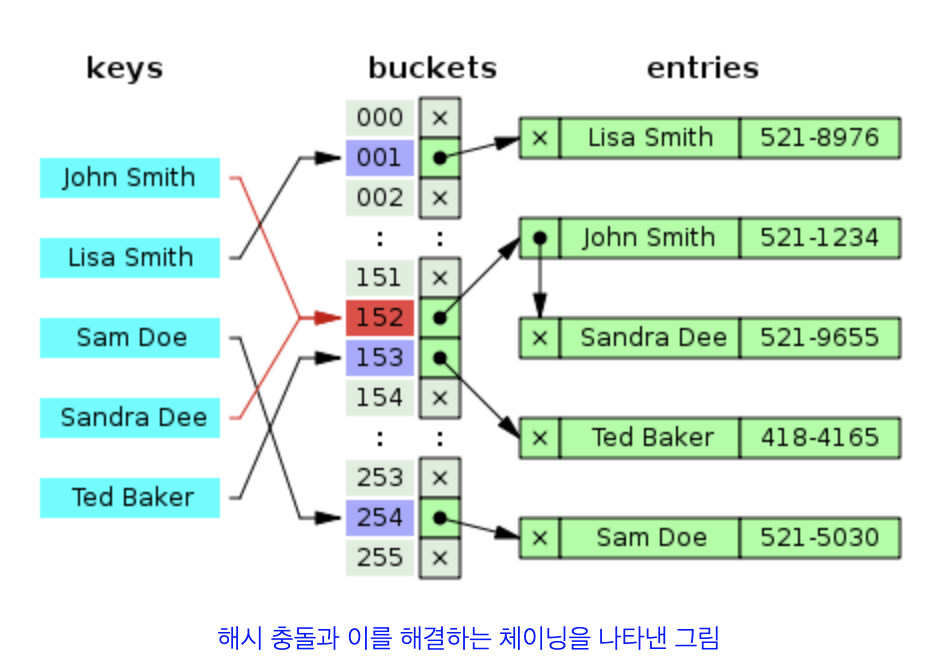 keys buckets entries
000 ×
001
002 ×
: :
151 ×
152
153
154 ×
: :
253 ×
254
255 ×
John Smith
Lisa Smith
Sam Doe
Sandra Dee
Ted Baker
× Lisa Smith 521-8976
John Smith 521-1234
× Sandra Dee 521-9655
× Ted Baker 418-4165
× Sam Doe 521-5030
해시 충돌과 이를 해결하는 체이닝을 나타낸 그림